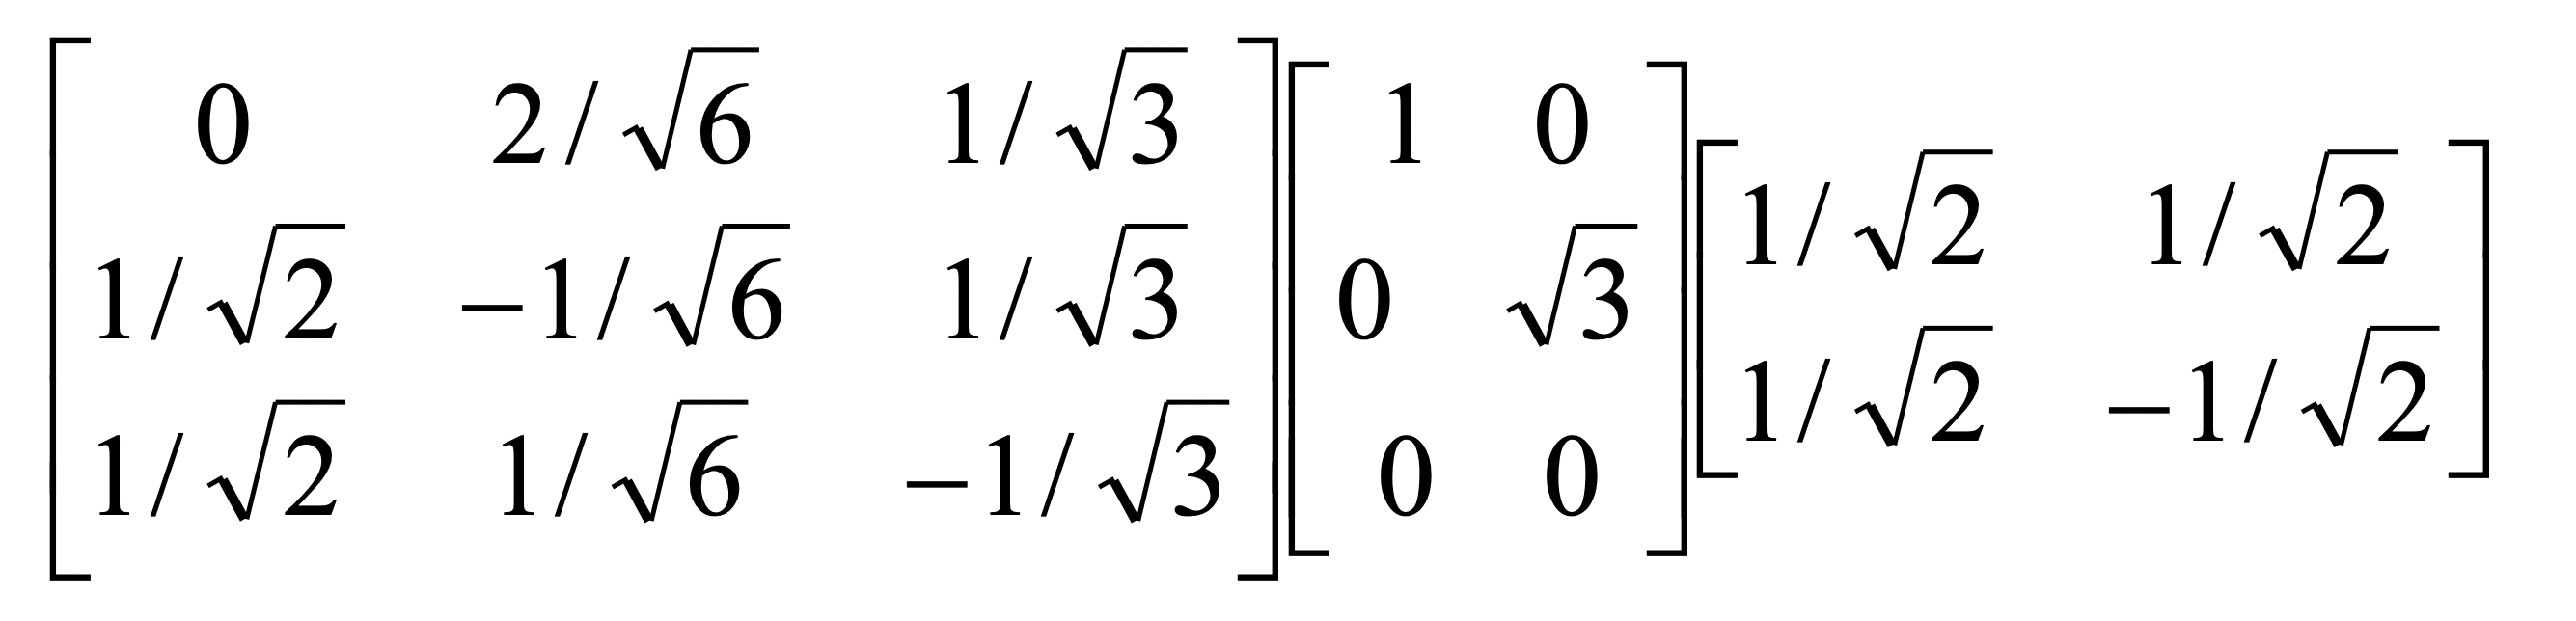 [ 0 2/√6 1/√3 ] [ 1 0 ] [ 1/√2 1/√2 ]
[ 1/√2 −1/√6 1/√3 ] [ 0 √3 ] [ 1/√2 −1/√2 ]
[ 1/√2 1/√6 −1/√3 ] [ 0 0 ]